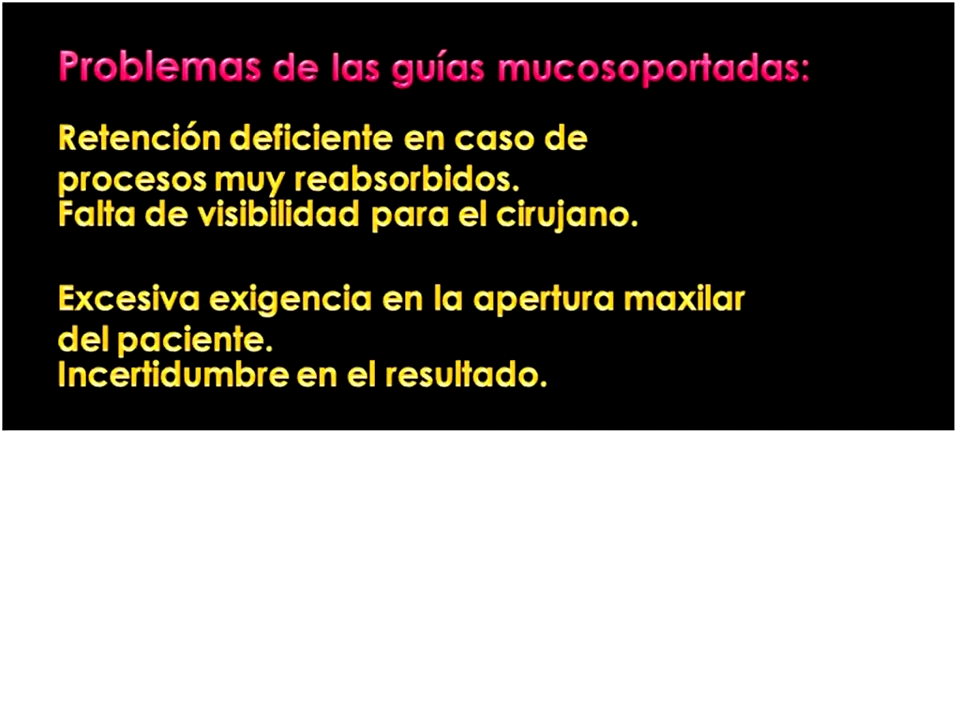 Problemas de las guías mucosoportadas:
Retención deficiente en caso de
procesos muy reabsorbidos.
Falta de visibilidad para el cirujano.
Excesiva exigencia en la apertura maxilar
del paciente.
Incertidumbre en el resultado.